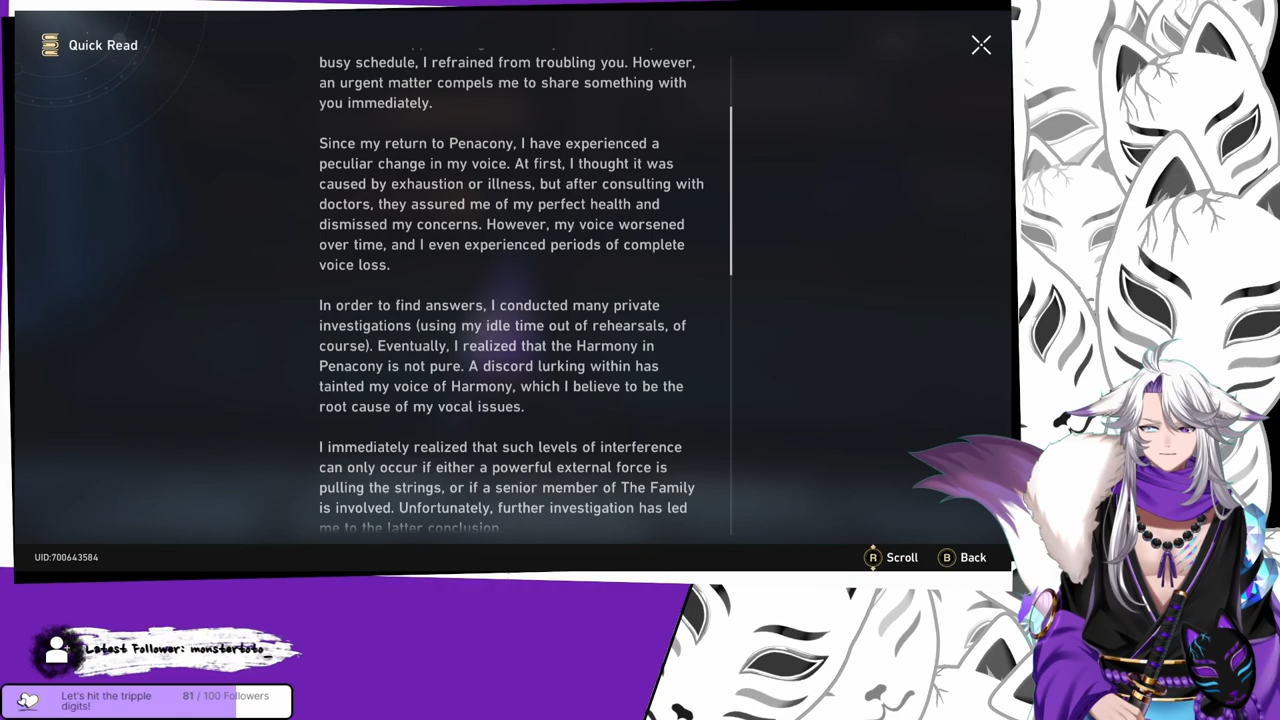 Quick Read
busy schedule, I refrained from troubling you. However,
an urgent matter compels me to share something with
you immediately.
Since my return to Penacony, I have experienced a
peculiar change in my voice. At first, I thought it was
caused by exhaustion or illness, but after consulting with
doctors, they assured me of my perfect health and
dismissed my concerns. However, my voice worsened
over time, and I even experienced periods of complete
voice loss.
In order to find answers, I conducted many private
investigations (using my idle time out of rehearsals, of
course). Eventually, I realized that the Harmony in
Penacony is not pure. A discord lurking within has
tainted my voice of Harmony, which I believe to be the
root cause of my vocal issues.
I immediately realized that such levels of interference
can only occur if either a powerful external force is
pulling the strings, or if a senior member of The Family
is involved. Unfortunately, further investigation has led
me to the latter conclusion.
UID:700643584
R Scroll
B Back
Latest Follower: monstertoto_
Let's hit the tripple
digits!
81 / 100 Followers